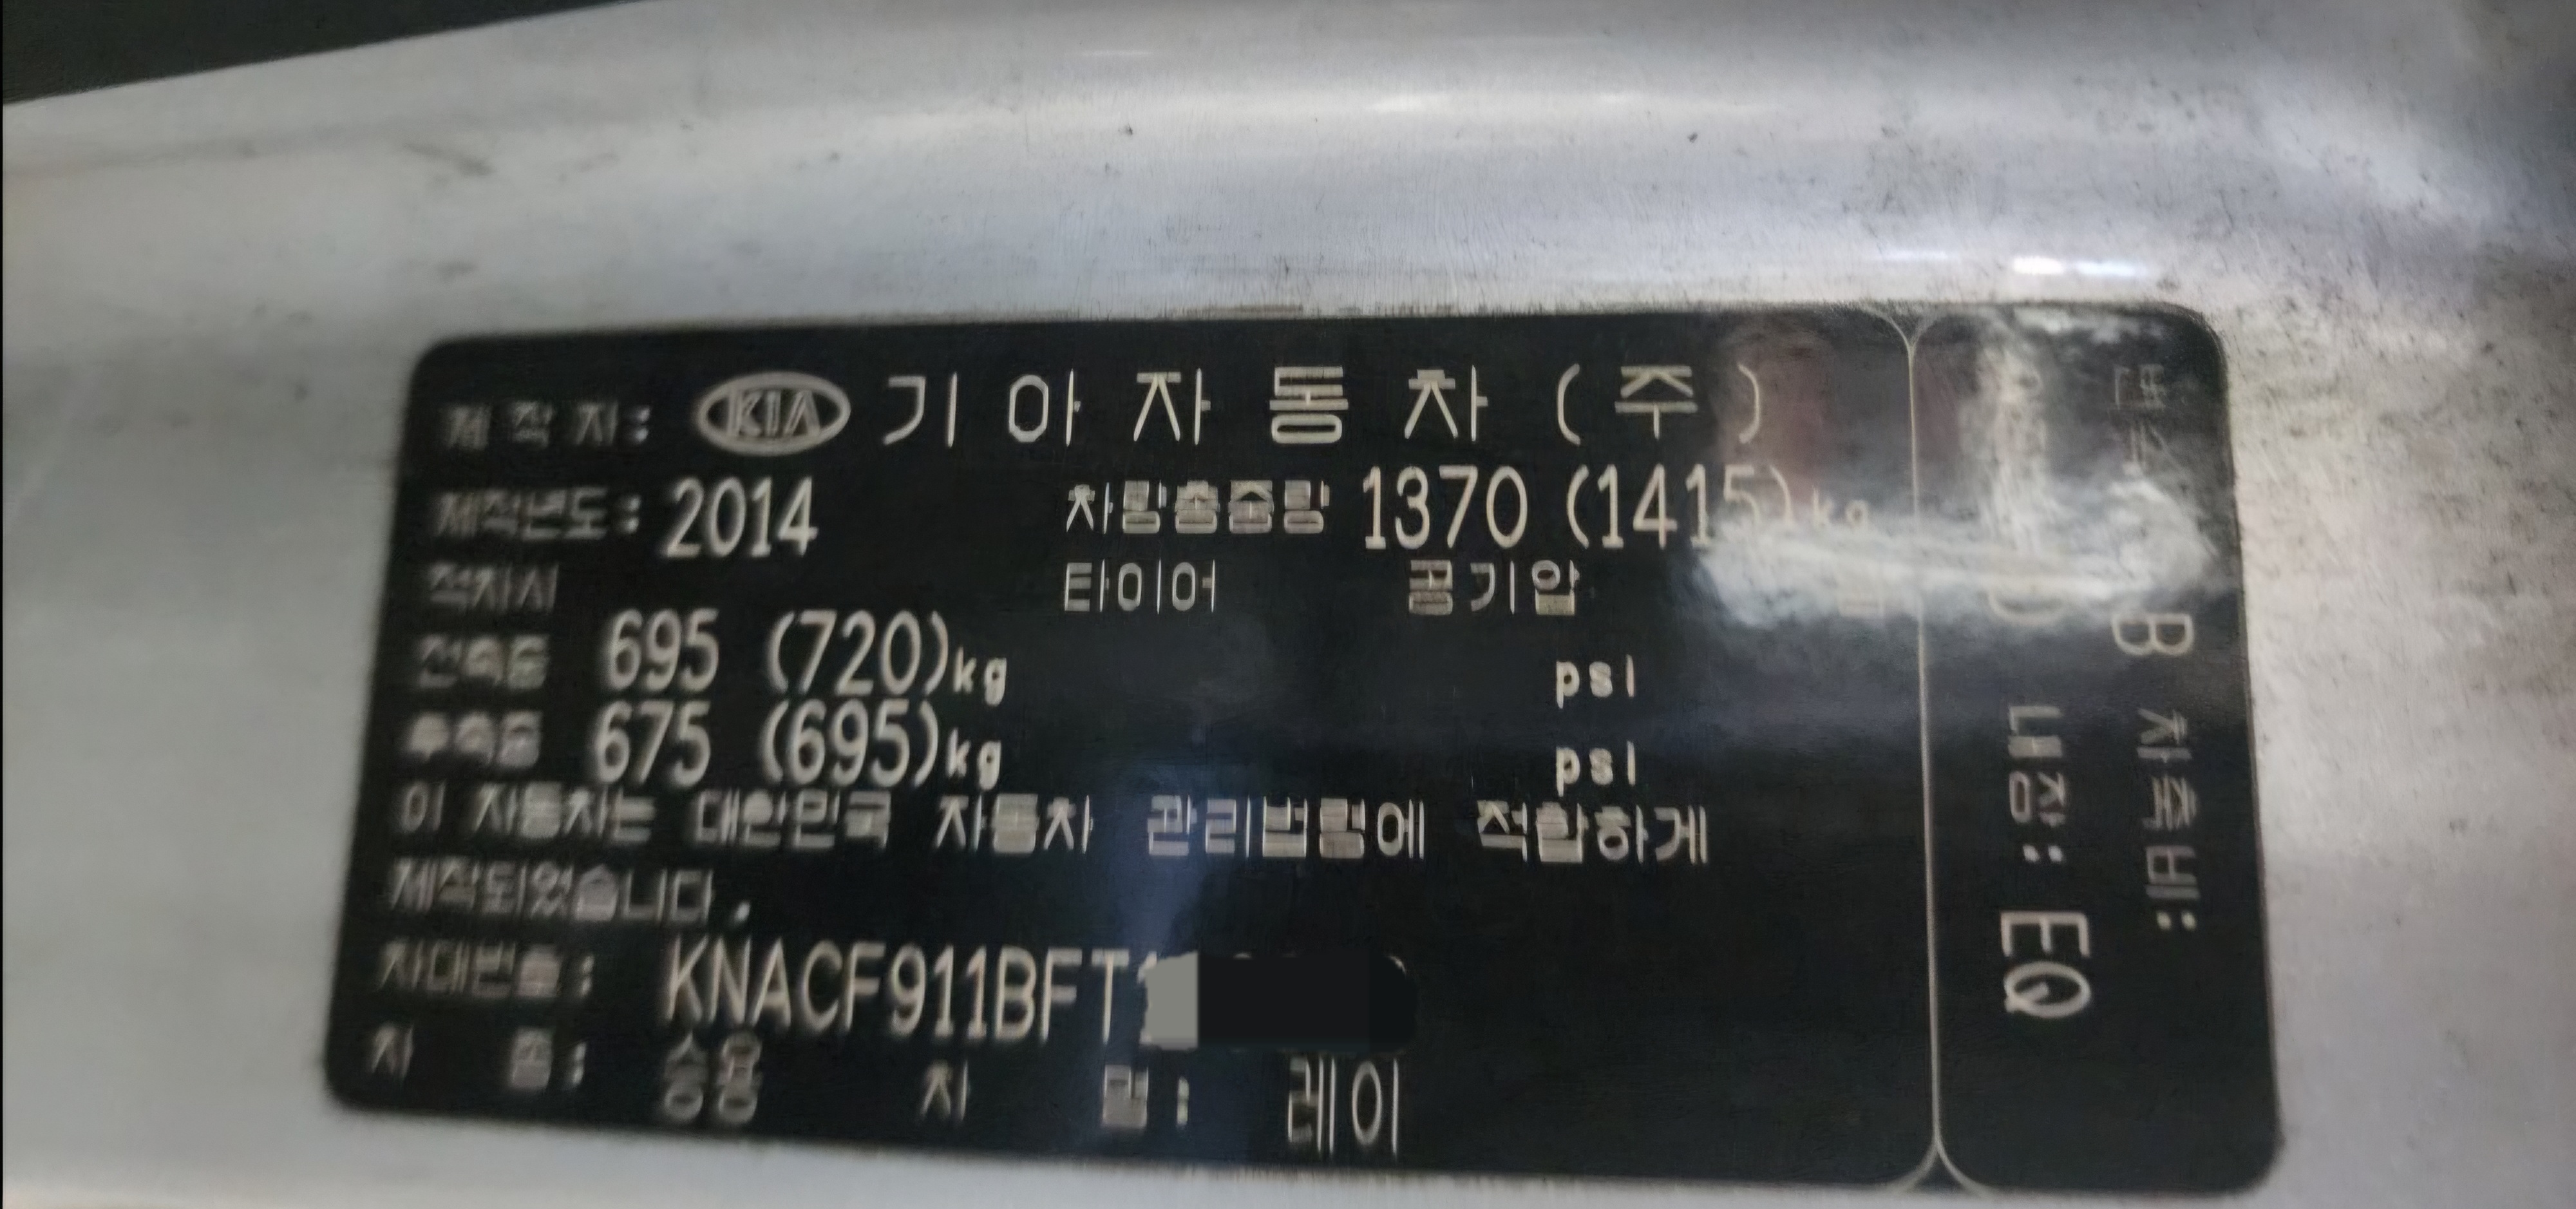 제 작 자: KIA 기 아 자 동 차 ( 주 )
제작년도: 2014 차량총중량 1370 (1415)kg
적차시 타이어 공기압
전축중 695 (720)kg psi
후축중 675 (695)kg psi
이 자동차는 대한민국 자동차 관리법령에 적합하게
제작되었습니다.
차대번호: KNACF911BFT1
차 종: 승용 차 명: 레이
B 차축비:
내장: EQ